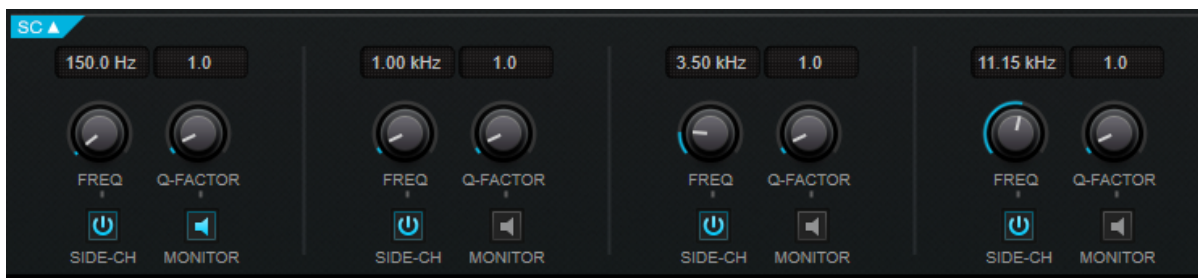 SC
150.0 Hz 1.0 1.00 kHz 1.0 3.50 kHz 1.0 11.15 kHz 1.0
FREQ Q-FACTOR FREQ Q-FACTOR FREQ Q-FACTOR FREQ Q-FACTOR
SIDE-CH MONITOR SIDE-CH MONITOR SIDE-CH MONITOR SIDE-CH MONITOR